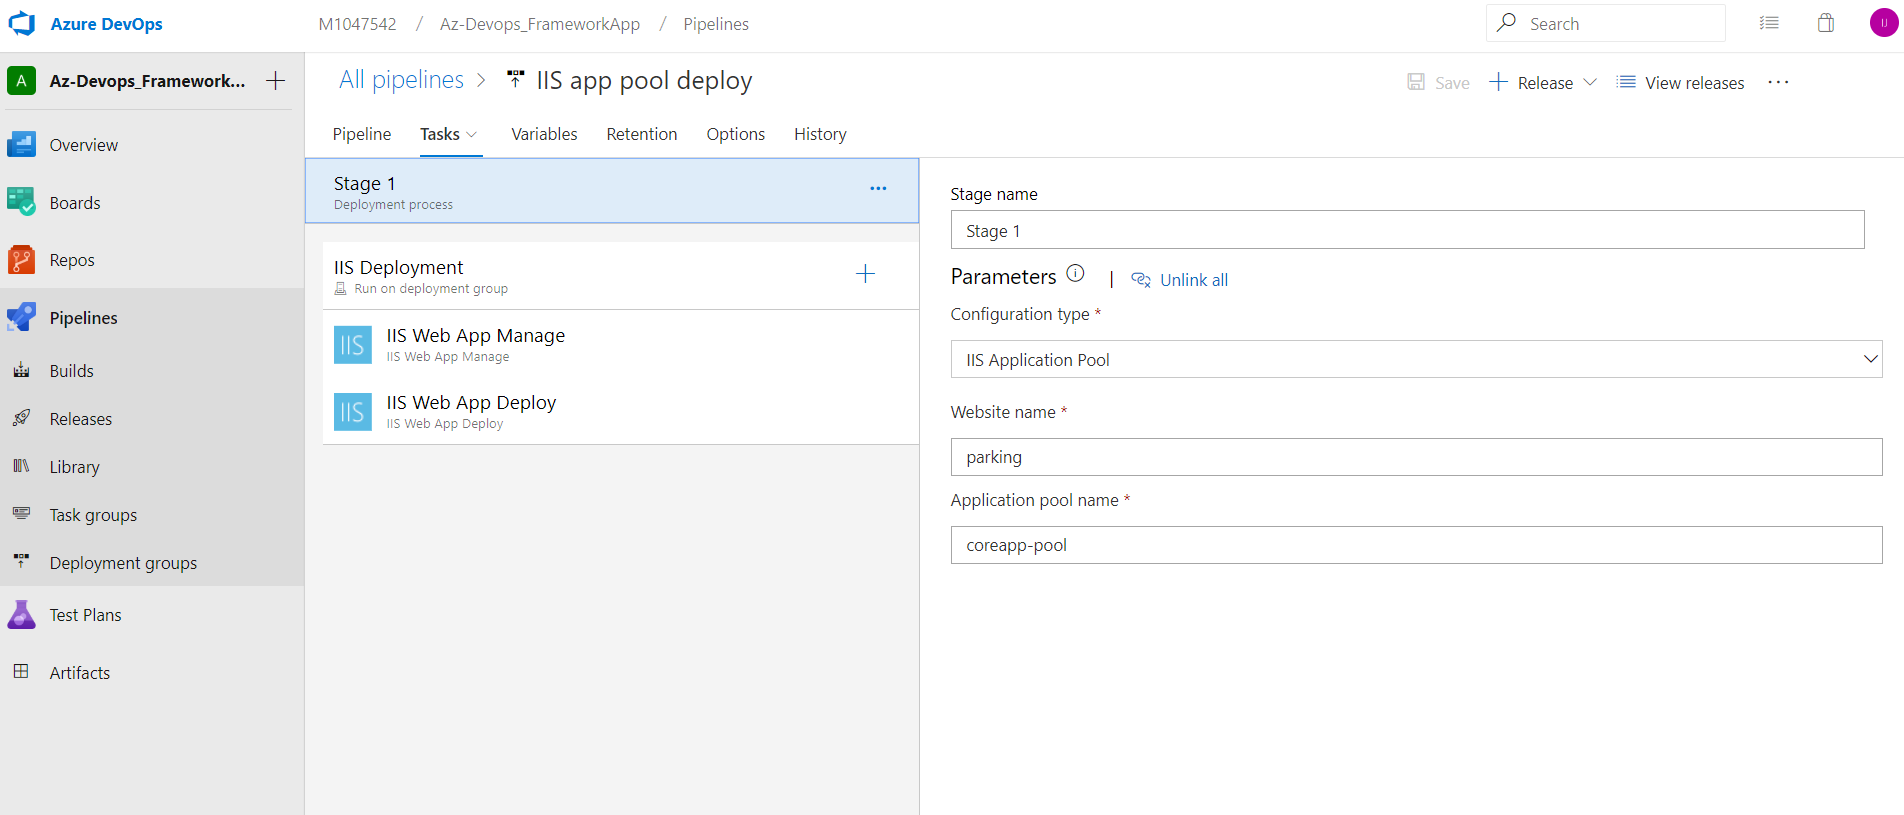 Azure DevOps
M1047542 / Az-Devops_FrameworkApp / Pipelines
Search
IJ
A Az-Devops_Framework...
Overview
Boards
Repos
Pipelines
Builds
Releases
Library
Task groups
Deployment groups
Test Plans
Artifacts
All pipelines > IIS app pool deploy
Save
Release
View releases
Pipeline Tasks Variables Retention Options History
Stage 1
Deployment process
IIS Deployment
Run on deployment group
IIS
IIS Web App Manage
IIS Web App Manage
IIS
IIS Web App Deploy
IIS Web App Deploy
Stage name
Stage 1
Parameters | Unlink all
Configuration type *
IIS Application Pool
Website name *
parking
Application pool name *
coreapp-pool